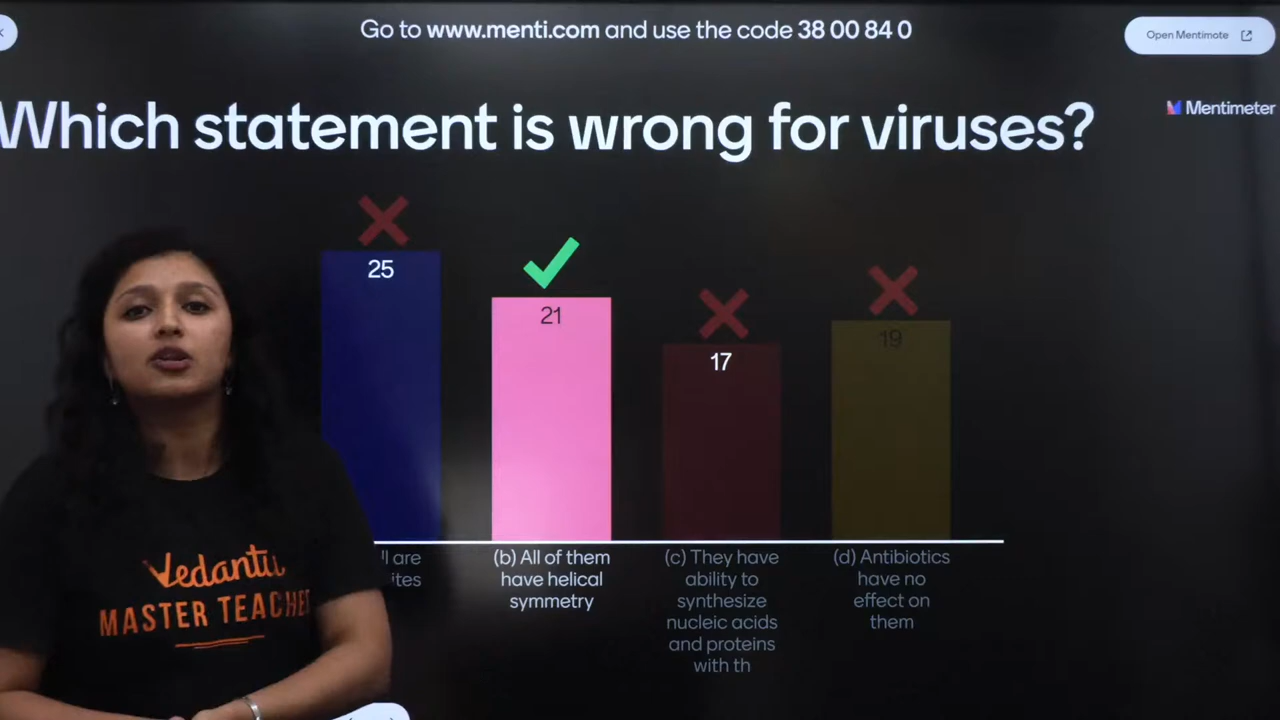 Go to www.menti.com and use the code 38 00 84 0
Open Mentimote
Which statement is wrong for viruses?
Mentimeter
25
21
17
19
are
(b) All of them
have helical
symmetry
(c) They have
ability to
synthesize
nucleic acids
and proteins
with th
(d) Antibiotics
have no
effect on
them
Vedantu
MASTER TEACHER